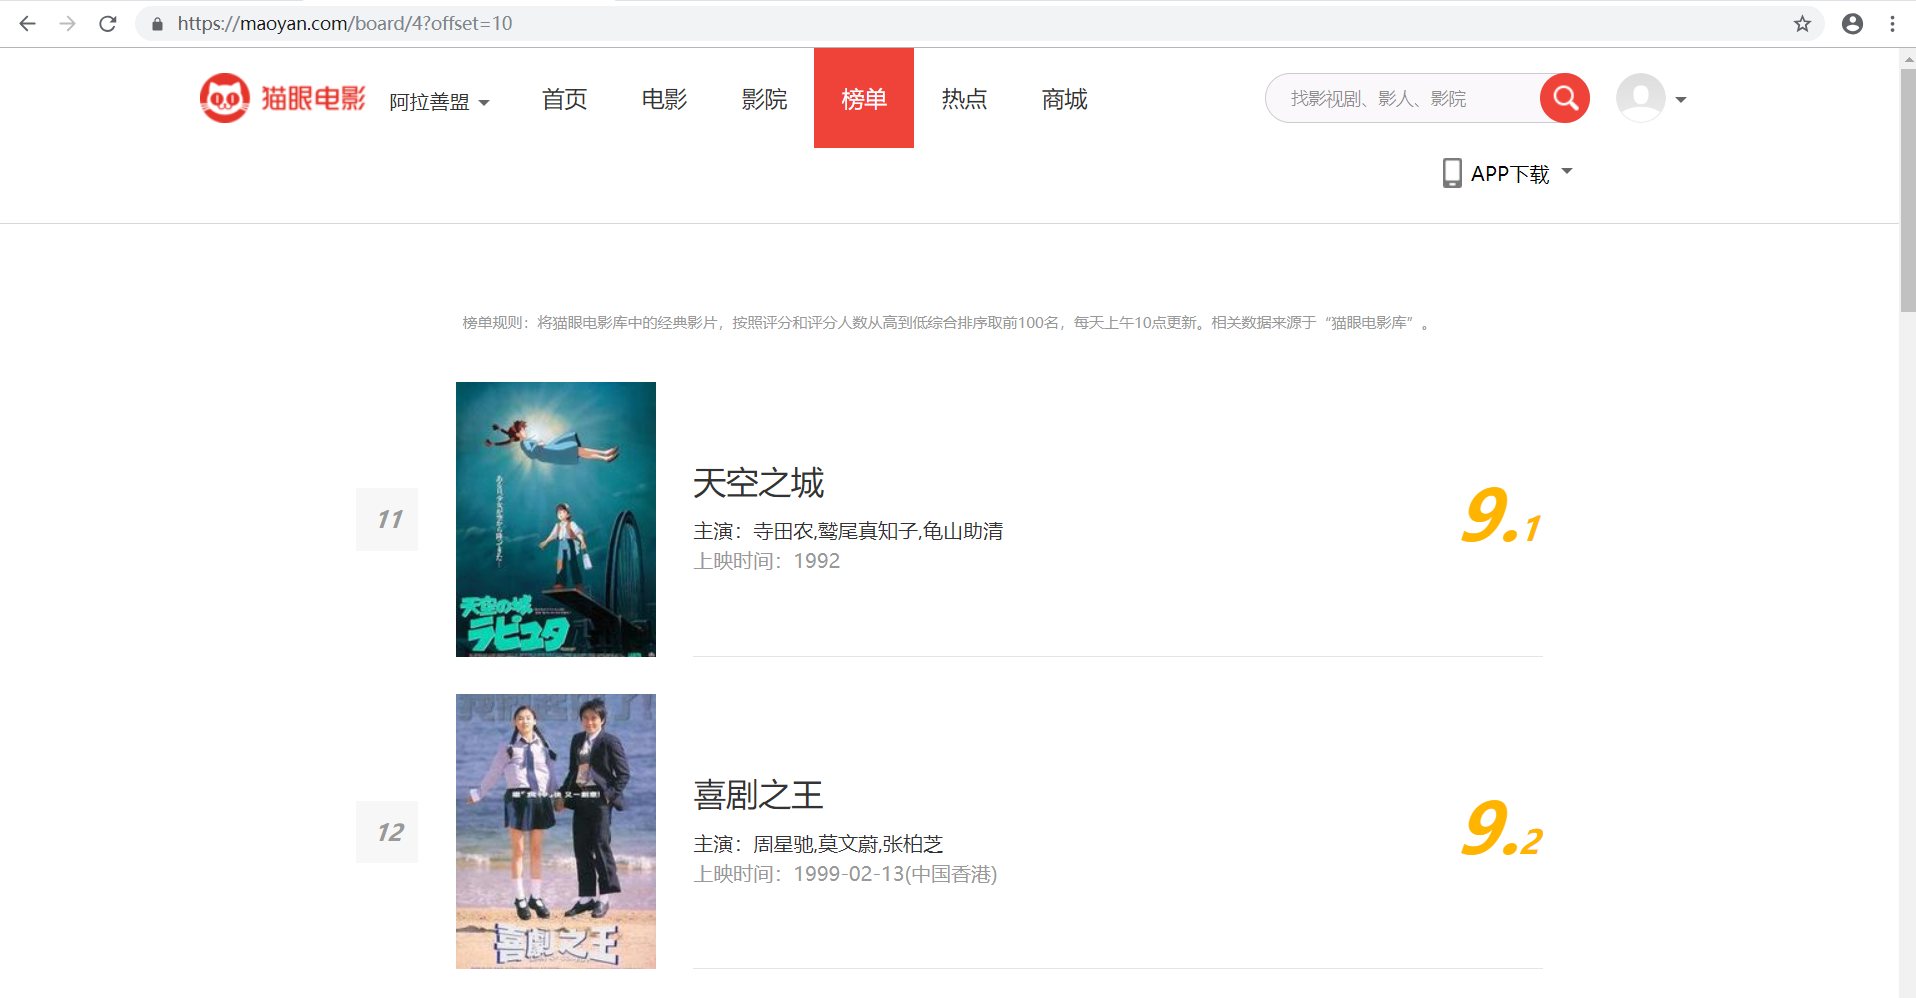 https://maoyan.com/board/4?offset=10
猫眼电影 阿拉善盟 首页 电影 影院 榜单 热点 商城 找影视剧、影人、影院
APP下载
榜单规则：将猫眼电影库中的经典影片，按照评分和评分人数从高到低综合排序取前100名，每天上午10点更新。相关数据来源于“猫眼电影库”。
11
天空の城
ラピュタ
天空之城
主演：寺田农,鹫尾真知子,龟山助清
上映时间：1992
9.1
12
喜劇之王
喜剧之王
主演：周星驰,莫文蔚,张柏芝
上映时间：1999-02-13(中国香港)
9.2